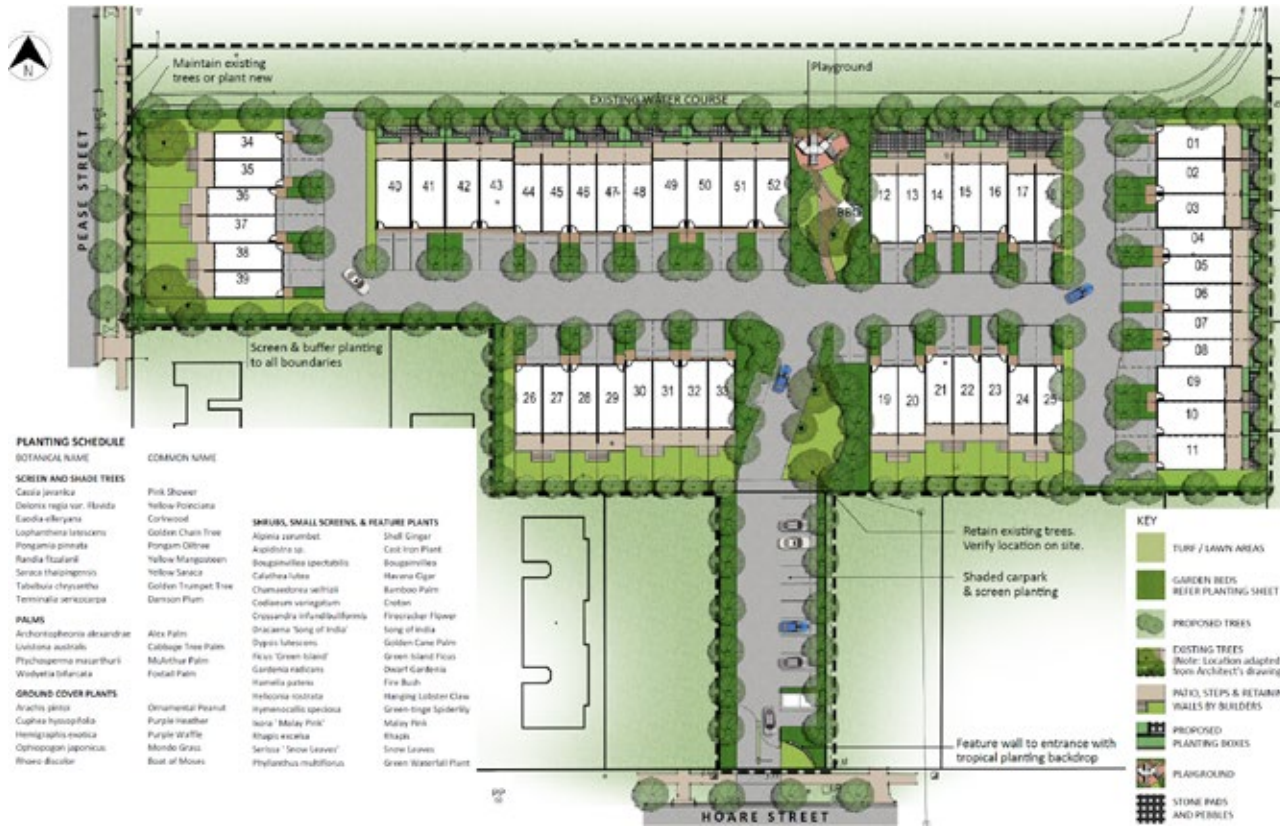 N
Maintain existing
trees or plant new
Playground
EXISTING WATER COURSE
PEASE STREET
34
35
36
37
38
39
40 41 42 43 44 45 46 47 48 49 50 51 52
BBQ
12 13 14 15 16 17 18
01
02
03
04
05
06
07
08
09
10
11
Screen & buffer planting
to all boundaries
26 27 28 29 30 31 32 33
19 20 21 22 23 24 25
PLANTING SCHEDULE
BOTANICAL NAME COMMON NAME
SCREEN AND SHADE TREES
Cassia javanica Pink Shower
Delonix regia var. Flavida Yellow Poinciana
Euodia elleryana Corkwood
Lophanthera latescens Golden Chain Tree
Pongamia pinnata Pongam Oiltree
Randia fitzalanii Yellow Mangosteen
Saraca thaipingensis Yellow Saraca
Tabebuia chrysantha Golden Trumpet Tree
Terminalia sericocarpa Damson Plum
PALMS
Archontophoenix alexandrae Alex Palm
Livistona australis Cabbage Tree Palm
Ptychosperma macarthurii McArthur Palm
Wodyetia bifurcata Foxtail Palm
GROUND COVER PLANTS
Arachis pintoi Ornamental Peanut
Cuphea hyssopifolia Purple Heather
Hemigraphis exotica Purple Waffle
Ophiopogon japonicus Mondo Grass
Rhoeo discolor Boat of Moses
SHRUBS, SMALL SCREENS, & FEATURE PLANTS
Alpinia zerumbet Shell Ginger
Aspidistra sp. Cast Iron Plant
Bougainvillea spectabilis Bougainvillea
Calathea lutea Havana Cigar
Chamaedorea seifrizii Bamboo Palm
Codiaeum variegatum Croton
Crossandra infundibuliformis Firecracker Flower
Dracaena 'Song of India' Song of India
Dypsis lutescens Golden Cane Palm
Ficus 'Green Island' Green Island Ficus
Gardenia radicans Dwarf Gardenia
Hamelia patens Fire Bush
Heliconia rostrata Hanging Lobster Claw
Hymenocallis speciosa Green-tinge Spiderlily
Ixora 'Malay Pink' Malay Pink
Rhapis excelsa Rhapis
Serissa 'Snow Leaves' Snow Leaves
Phyllanthus multiflorus Green Waterfall Plant
Retain existing trees.
Verify location on site.
Shaded carpark
& screen planting
Feature wall to entrance with
tropical planting backdrop
PP
HOARE STREET
KEY
TURF / LAWN AREAS
GARDEN BEDS
REFER PLANTING SHEET
PROPOSED TREES
EXISTING TREES
(Note: Location adapted
from Architect's drawing
PATIO, STEPS & RETAINING
WALLS BY BUILDERS
PROPOSED
PLANTING BOXES
PLAYGROUND
STONE PADS
AND PEBBLES